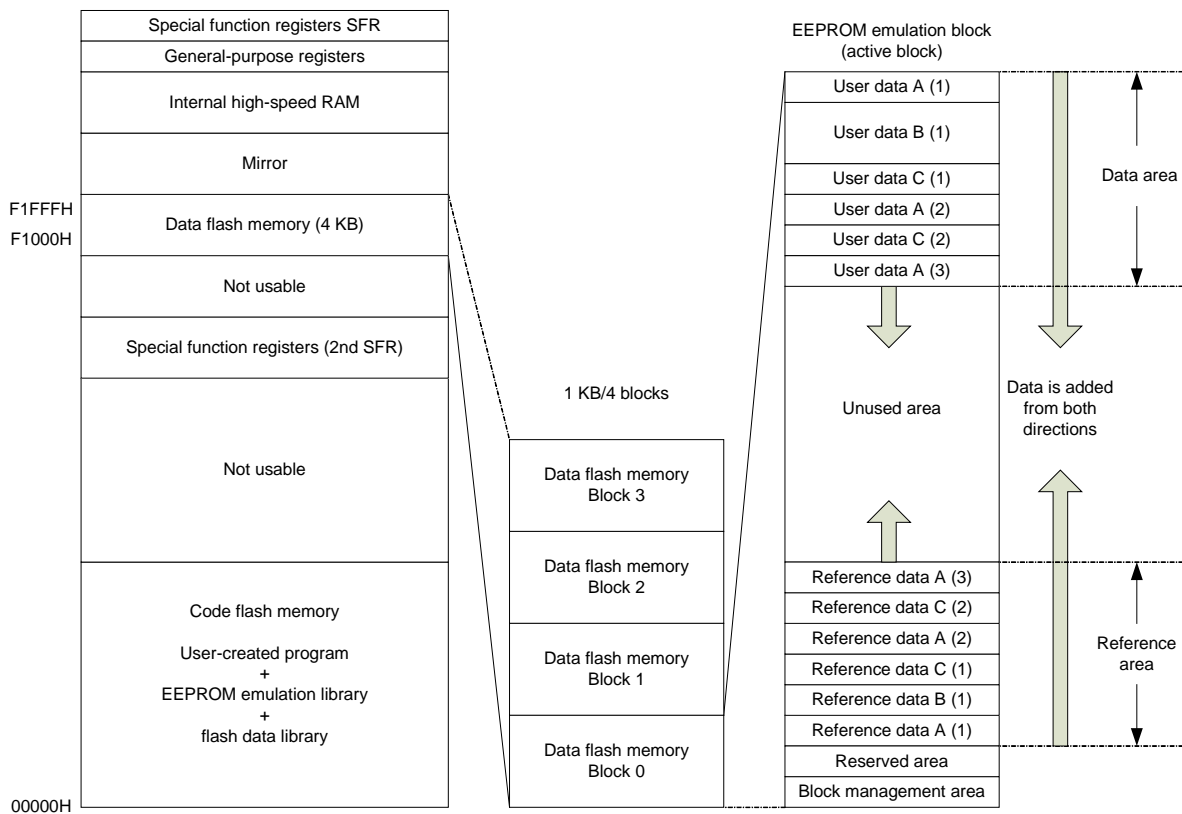 Special function registers SFR
General-purpose registers
Internal high-speed RAM
Mirror
F1FFFH
F1000H
Data flash memory (4 KB)
Not usable
Special function registers (2nd SFR)
Not usable
Code flash memory
User-created program
+
EEPROM emulation library
+
flash data library
00000H
1 KB/4 blocks
Data flash memory
Block 3
Data flash memory
Block 2
Data flash memory
Block 1
Data flash memory
Block 0
EEPROM emulation block
(active block)
User data A (1)
User data B (1)
User data C (1)
User data A (2)
User data C (2)
User data A (3)
Unused area
Reference data A (3)
Reference data C (2)
Reference data A (2)
Reference data C (1)
Reference data B (1)
Reference data A (1)
Reserved area
Block management area
Data area
Data is added
from both
directions
Reference
area